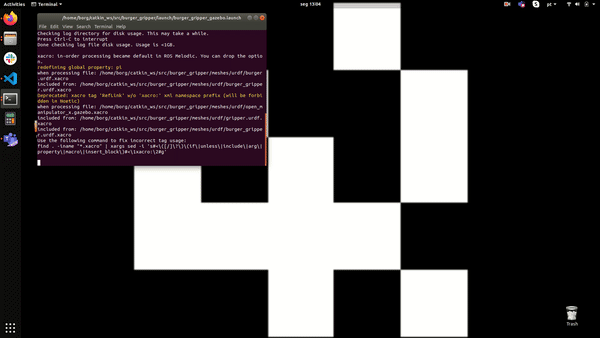 Activities
Terminal
seg 13:04
pt
/home/borg/catkin_ws/src/burger_gripper/launch/burger_gripper_gazebo.launch
File Edit View Search Terminal Help
Checking log directory for disk usage. This may take a while.
Press Ctrl-C to interrupt
Done checking log file disk usage. Usage is <1GB.
xacro: in-order processing became default in ROS Melodic. You can drop the optio
n.
redefining global property: pi
when processing file: /home/borg/catkin_ws/src/burger_gripper/meshes/urdf/burger
.urdf.xacro
included from: /home/borg/catkin_ws/src/burger_gripper/meshes/urdf/burger_grippe
r.urdf.xacro
Deprecated: xacro tag 'RefLink' w/o 'xacro:' xml namespace prefix (will be forbi
dden in Noetic)
when processing file: /home/borg/catkin_ws/src/burger_gripper/meshes/urdf/open_m
anipulator_x.gazebo.xacro
included from: /home/borg/catkin_ws/src/burger_gripper/meshes/urdf/gripper.urdf.
xacro
included from: /home/borg/catkin_ws/src/burger_gripper/meshes/urdf/burger_grippe
r.urdf.xacro
Use the following command to fix incorrect tag usage:
find . -iname "*.xacro" | xargs sed -i 's#<\([/]\?\)\(if\|unless\|include\|arg\|
property\|macro\|insert_block\)#<\1xacro:\2#g'
Trash